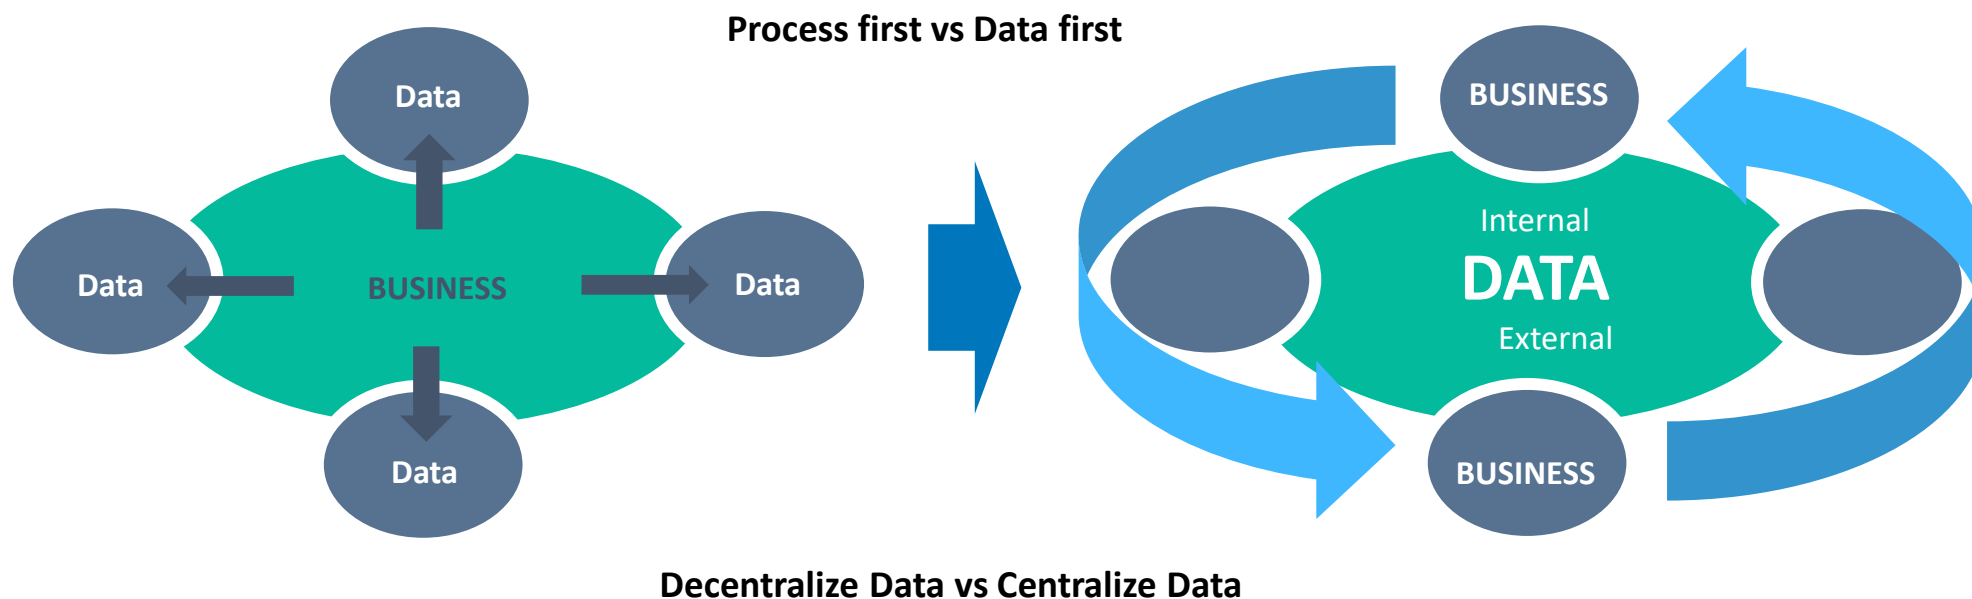 Process first vs Data first
Data
Data
BUSINESS
Data
Data
BUSINESS
Internal
DATA
External
BUSINESS
Decentralize Data vs Centralize Data